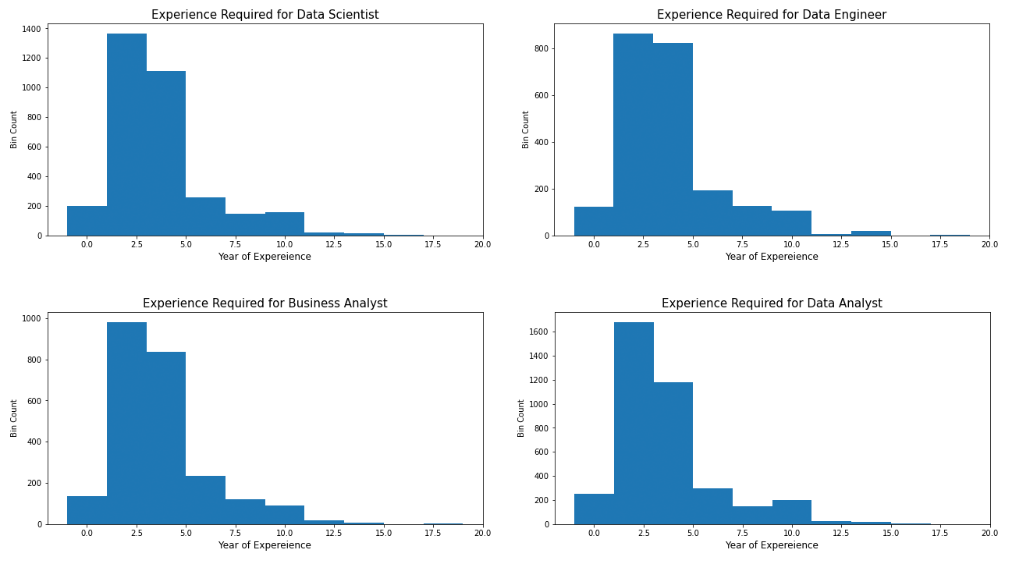 Experience Required for Data Scientist
1400
1200
1000
800
600
400
200
0
Bin Count
0.0 2.5 5.0 7.5 10.0 12.5 15.0 17.5 20.0
Year of Expereience
Experience Required for Data Engineer
800
600
400
200
0
Bin Count
0.0 2.5 5.0 7.5 10.0 12.5 15.0 17.5 20.0
Year of Expereience
Experience Required for Business Analyst
1000
800
600
400
200
0
Bin Count
0.0 2.5 5.0 7.5 10.0 12.5 15.0 17.5 20.0
Year of Expereience
Experience Required for Data Analyst
1600
1400
1200
1000
800
600
400
200
0
Bin Count
0.0 2.5 5.0 7.5 10.0 12.5 15.0 17.5 20.0
Year of Expereience